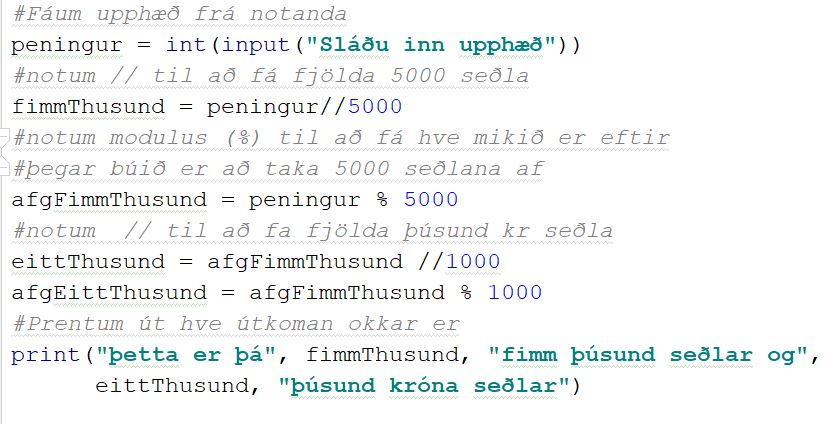 #Fáum upphæð frá notanda
peningur = int(input("Sláðu inn upphæð"))
#notum // til að fá fjölda 5000 seðla
fimmThusund = peningur//5000
#notum modulus (%) til að fá hve mikið er eftir
#þegar búið er að taka 5000 seðlana af
afgFimmThusund = peningur % 5000
#notum  // til að fa fjölda þúsund kr seðla
eittThusund = afgFimmThusund //1000
afgEittThusund = afgFimmThusund % 1000
#Prentum út hve útkoman okkar er
print("þetta er þá", fimmThusund, "fimm þúsund seðlar og",
      eittThusund, "þúsund króna seðlar")